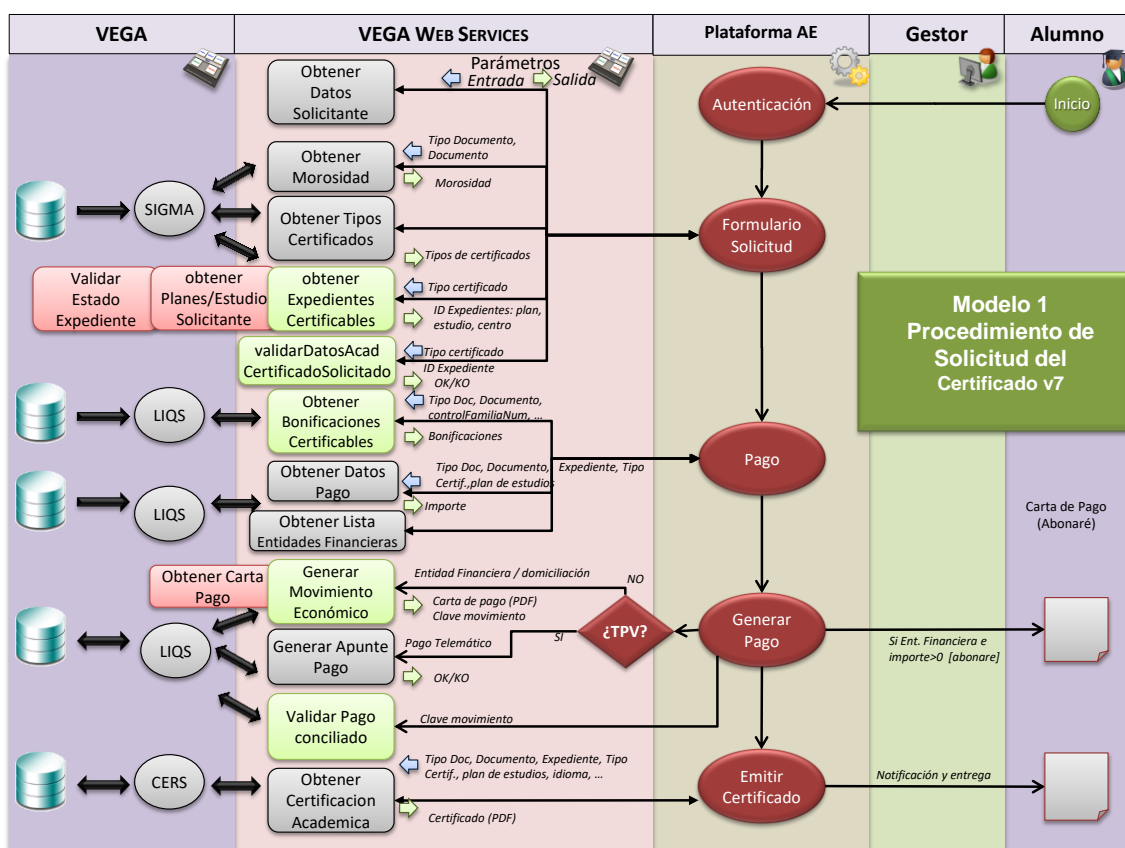 VEGA
VEGA WEB SERVICES
Plataforma AE
Gestor
Alumno
Parámetros
Entrada
Salida
Obtener
Datos
Solicitante
Autenticación
Inicio
Obtener
Morosidad
Tipo Documento,
Documento
Morosidad
SIGMA
Obtener Tipos
Certificados
Tipos de certificados
Formulario
Solicitud
Validar
Estado
Expediente
obtener
Planes/Estudio
Solicitante
obtener
Expedientes
Certificables
Tipo certificado
ID Expedientes: plan,
estudio, centro
Modelo 1
Procedimiento de
Solicitud del
Certificado v7
validarDatosAcad
CertificadoSolicitado
Tipo certificado
ID Expediente
OK/KO
LIQS
Obtener
Bonificaciones
Certificables
Tipo Doc, Documento,
controlFamiliaNum, ...
Bonificaciones
Pago
LIQS
Obtener Datos
Pago
Tipo Doc, Documento, Expediente, Tipo
Certif.,plan de estudios
Importe
Obtener Lista
Entidades Financieras
Carta de Pago
(Abonaré)
Obtener Carta
Pago
Generar
Movimiento
Económico
Entidad Financiera / domiciliación
NO
Carta de pago (PDF)
Clave movimiento
LIQS
Generar Apunte
Pago
Pago Telemático
SI
OK/KO
¿TPV?
Generar
Pago
Si Ent. Financiera e
importe>0 [abonare]
Validar Pago
conciliado
Clave movimiento
CERS
Obtener
Certificacion
Academica
Tipo Doc, Documento, Expediente, Tipo
Certif., plan de estudios, idioma, ...
Certificado (PDF)
Emitir
Certificado
Notificación y entrega